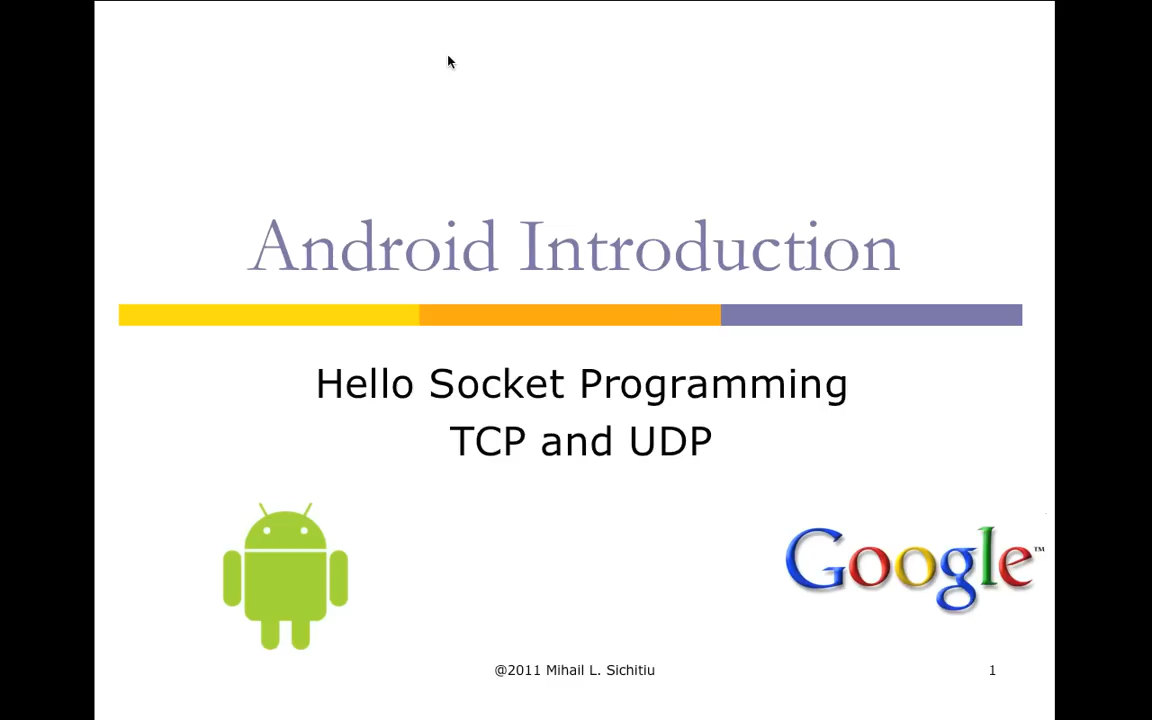 Android Introduction
Hello Socket Programming
TCP and UDP
Google™
@2011 Mihail L. Sichitiu
1